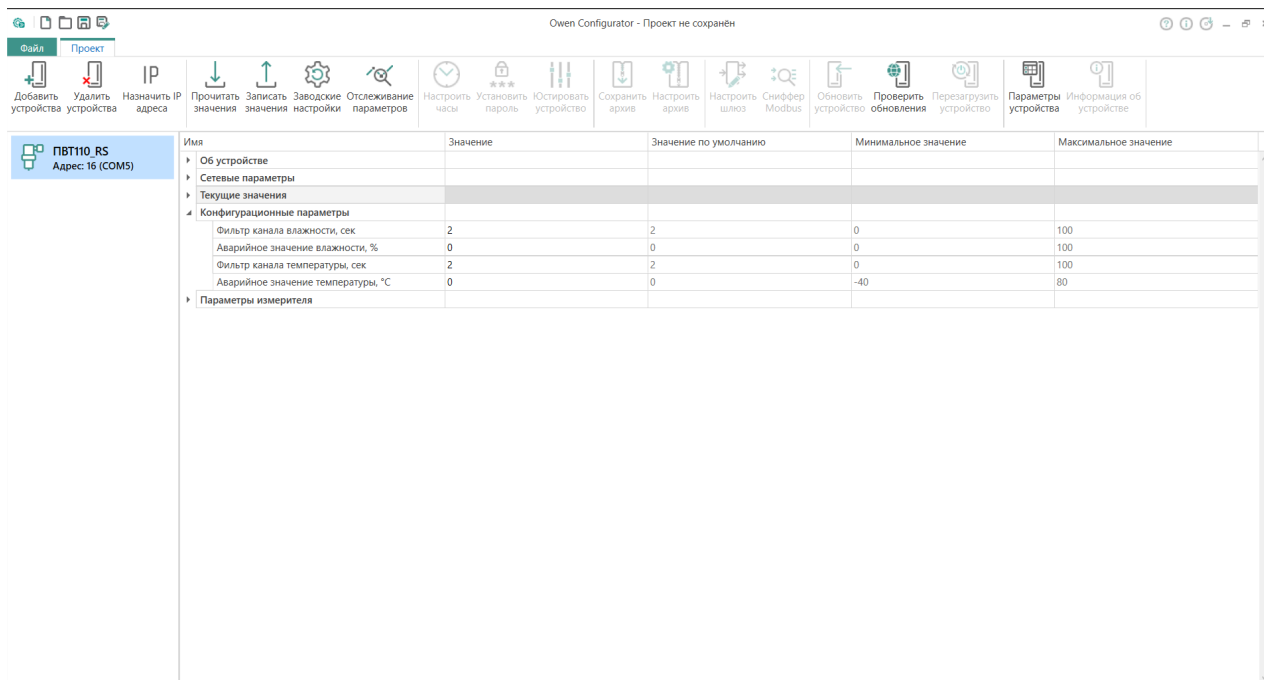 Owen Configurator - Проект не сохранён
Файл Проект
Добавить устройства
Удалить устройства
Назначить IP адреса
Прочитать значения
Записать значения
Заводские настройки
Отслеживание параметров
Настроить часы
Установить пароль
Юстировать устройство
Сохранить архив
Настроить архив
Настроить шлюз
Сниффер Modbus
Обновить устройство
Проверить обновления
Перезагрузить устройство
Параметры устройства
Информация об устройстве
ПВТ110_RS
Адрес: 16 (COM5)
Имя Значение Значение по умолчанию Минимальное значение Максимальное значение
Об устройстве
Сетевые параметры
Текущие значения
Конфигурационные параметры
Фильтр канала влажности, сек 2 2 0 100
Аварийное значение влажности, % 0 0 0 100
Фильтр канала температуры, сек 2 2 0 100
Аварийное значение температуры, °C 0 0 -40 80
Параметры измерителя